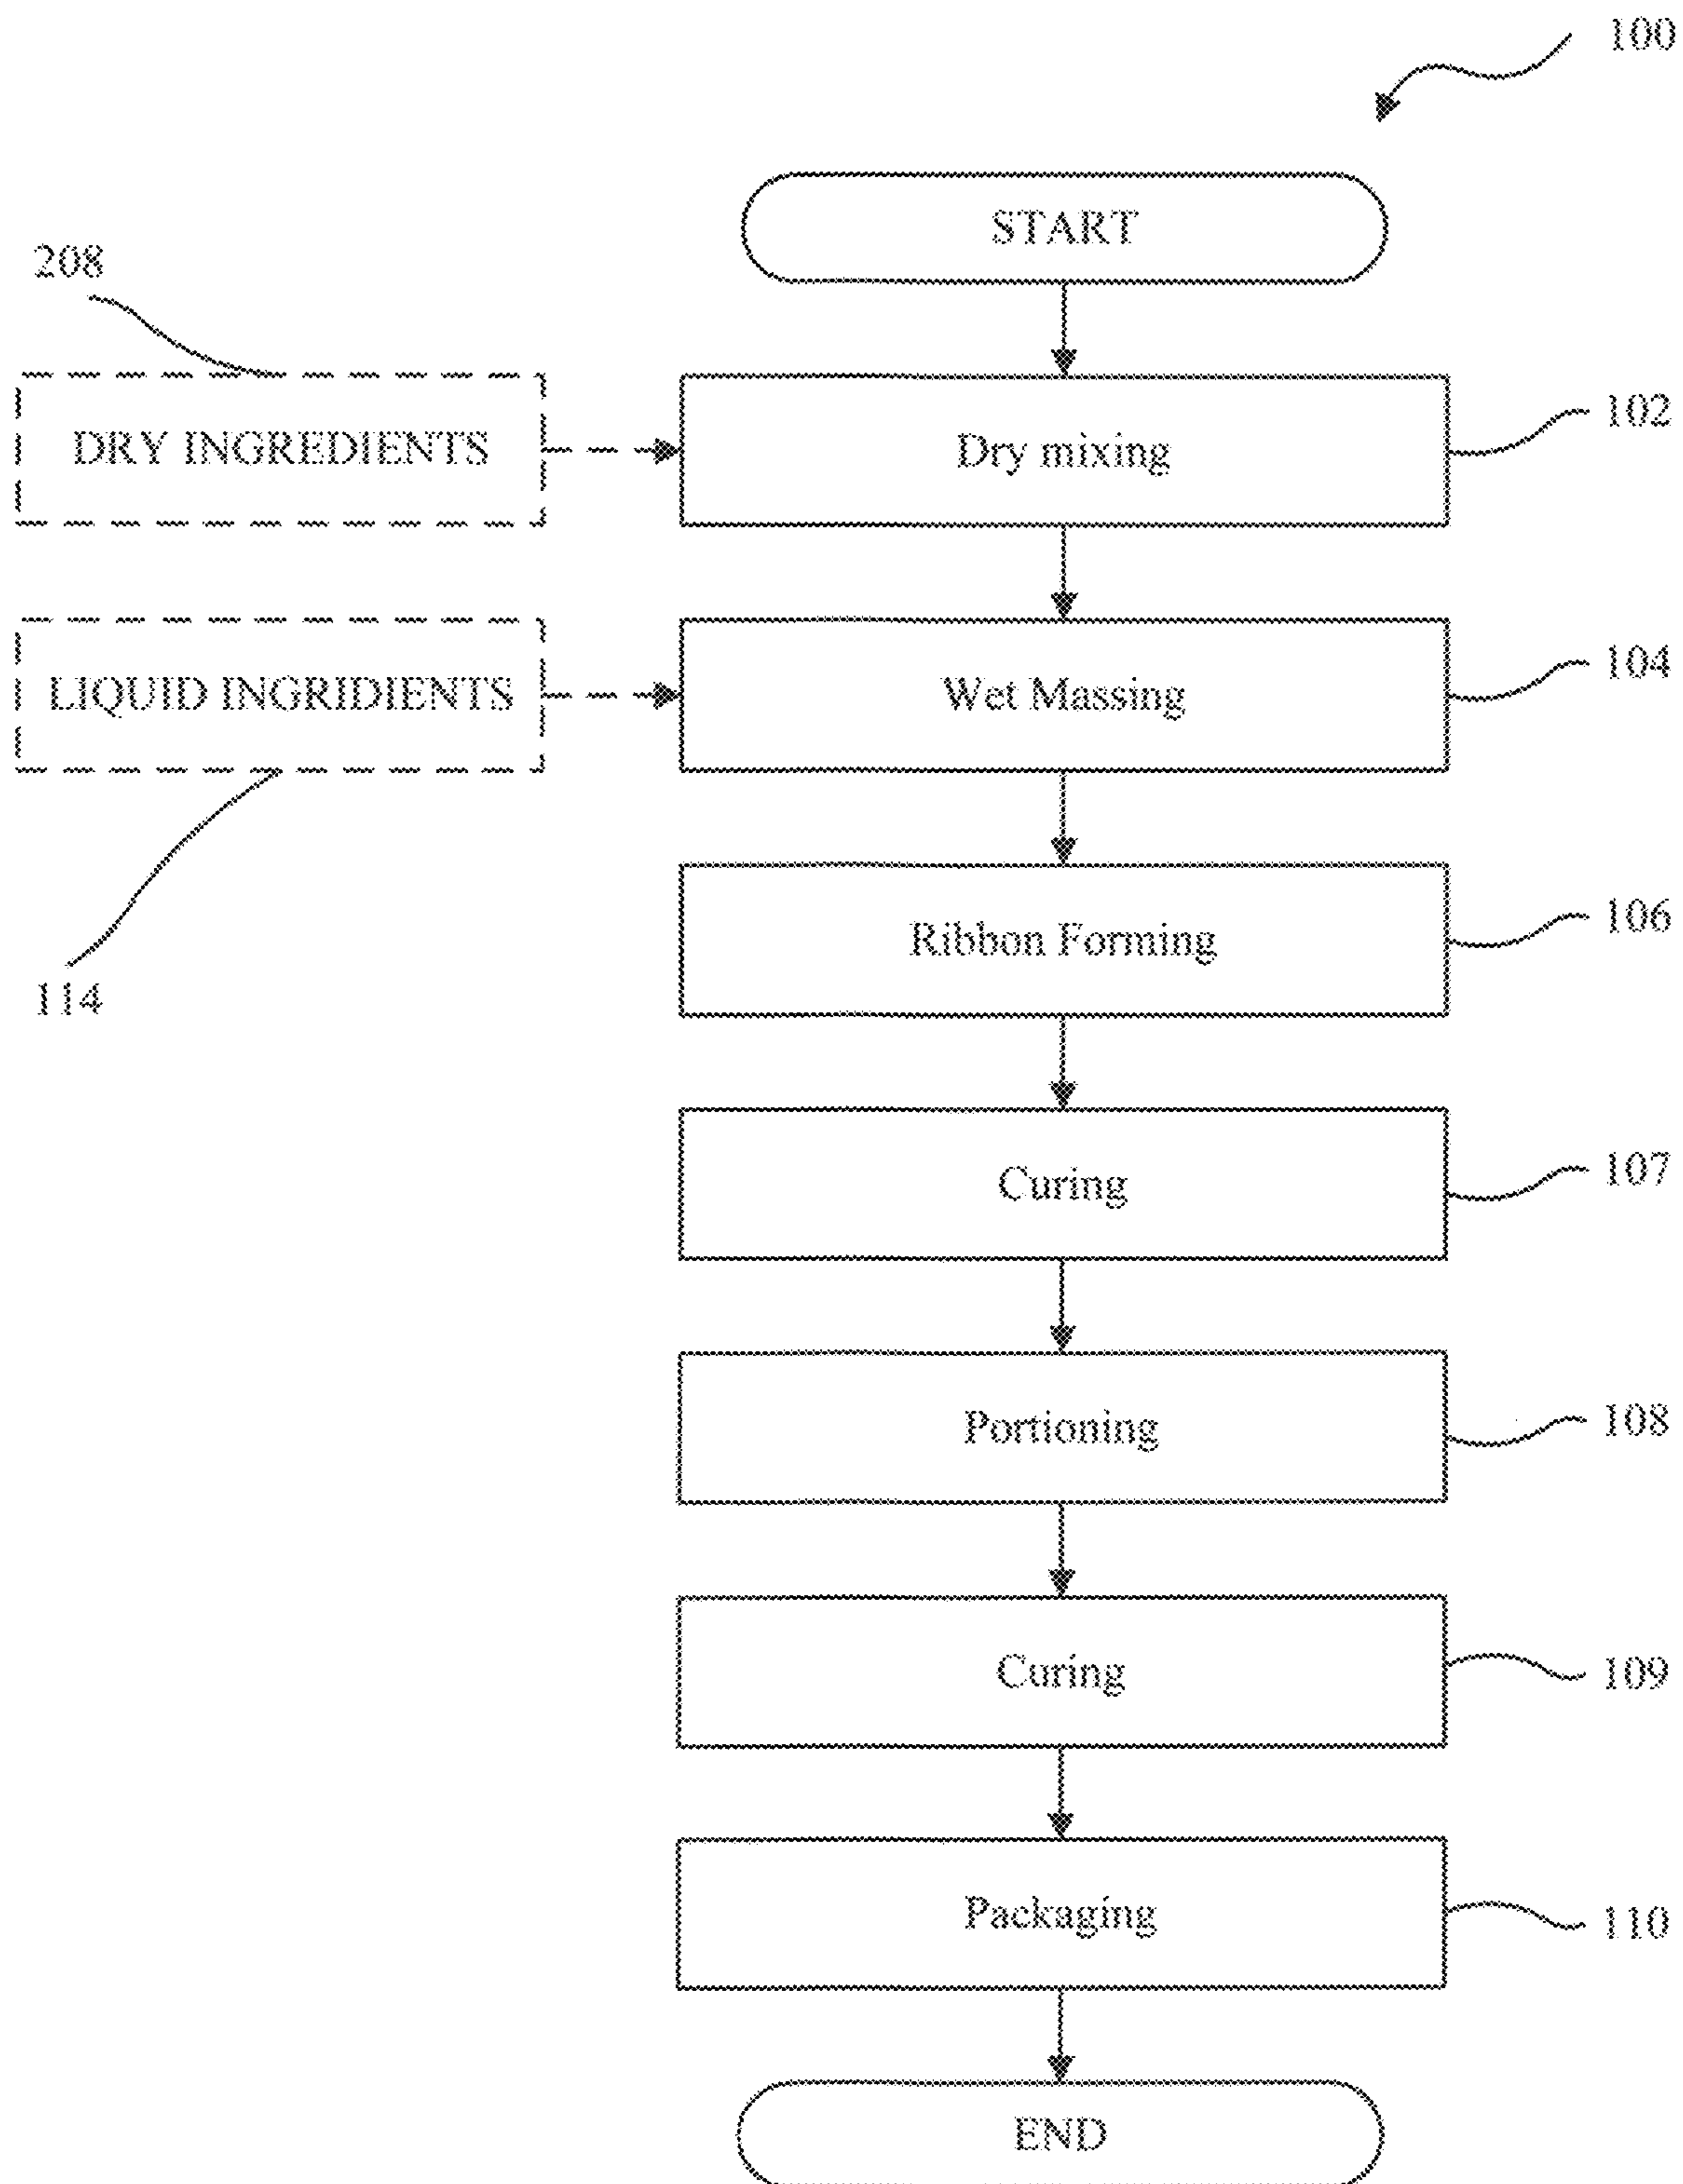 100
START
208
DRY INGREDIENTS
Dry mixing
102
LIQUID INGRIDIENTS
Wet Massing
104
114
Ribbon Forming
106
Curing
107
Portioning
108
Curing
109
Packaging
110
END